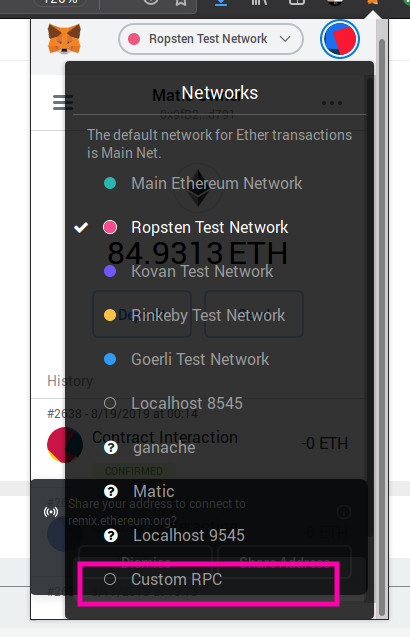 120%
Ropsten Test Network
Mat
0x9fB2...d791
Networks
The default network for Ether transactions
is Main Net.
Main Ethereum Network
Ropsten Test Network
84.9313 ETH
Kovan Test Network
Rinkeby Test Network
Goerli Test Network
History
Localhost 8545
#2638 - 8/19/2019 at 00:14
Contract Interaction
-0 ETH
ganache
CONFIRMED
Matic
Share your address to connect to
remix.ethereum.org?
Localhost 9545
Dismiss
Share Address
Custom RPC